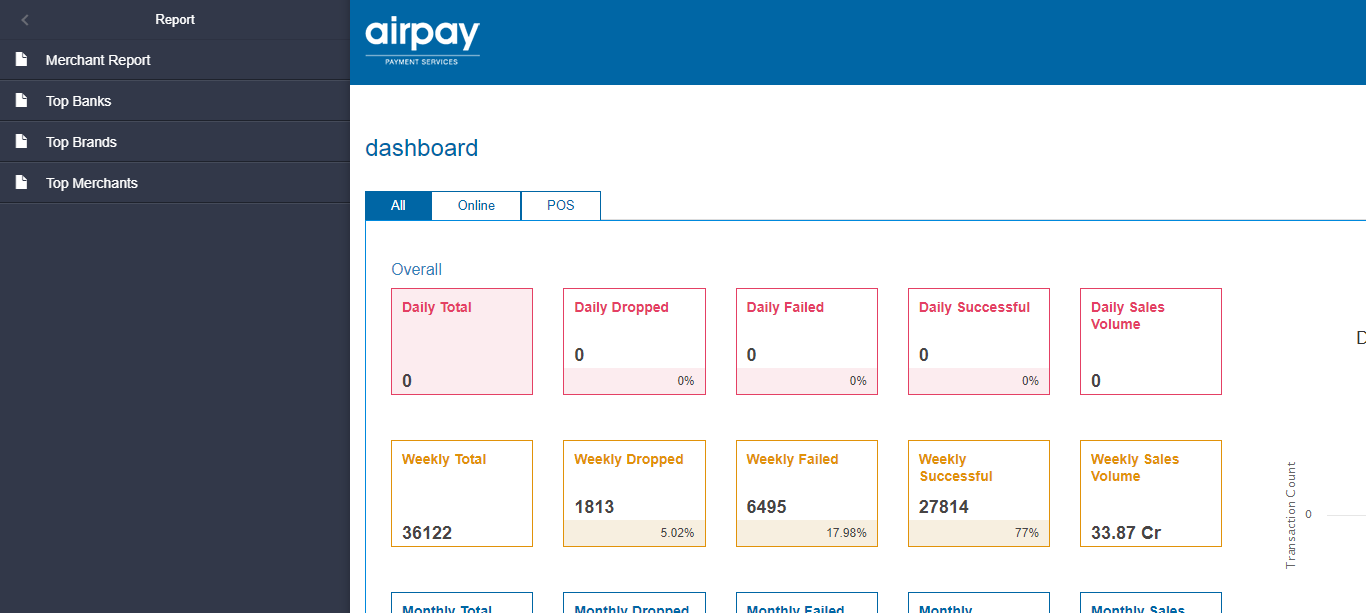 Report
Merchant Report
Top Banks
Top Brands
Top Merchants
airpay
PAYMENT SERVICES
dashboard
All
Online
POS
Overall
Daily Total
0
Daily Dropped
0
0%
Daily Failed
0
0%
Daily Successful
0
0%
Daily Sales
Volume
0
Weekly Total
36122
Weekly Dropped
1813
5.02%
Weekly Failed
6495
17.98%
Weekly
Successful
27814
77%
Weekly Sales
Volume
33.87 Cr
Monthly Total
Monthly Dropped
Monthly Failed
Monthly
Monthly Sales
D
Transaction Count
0